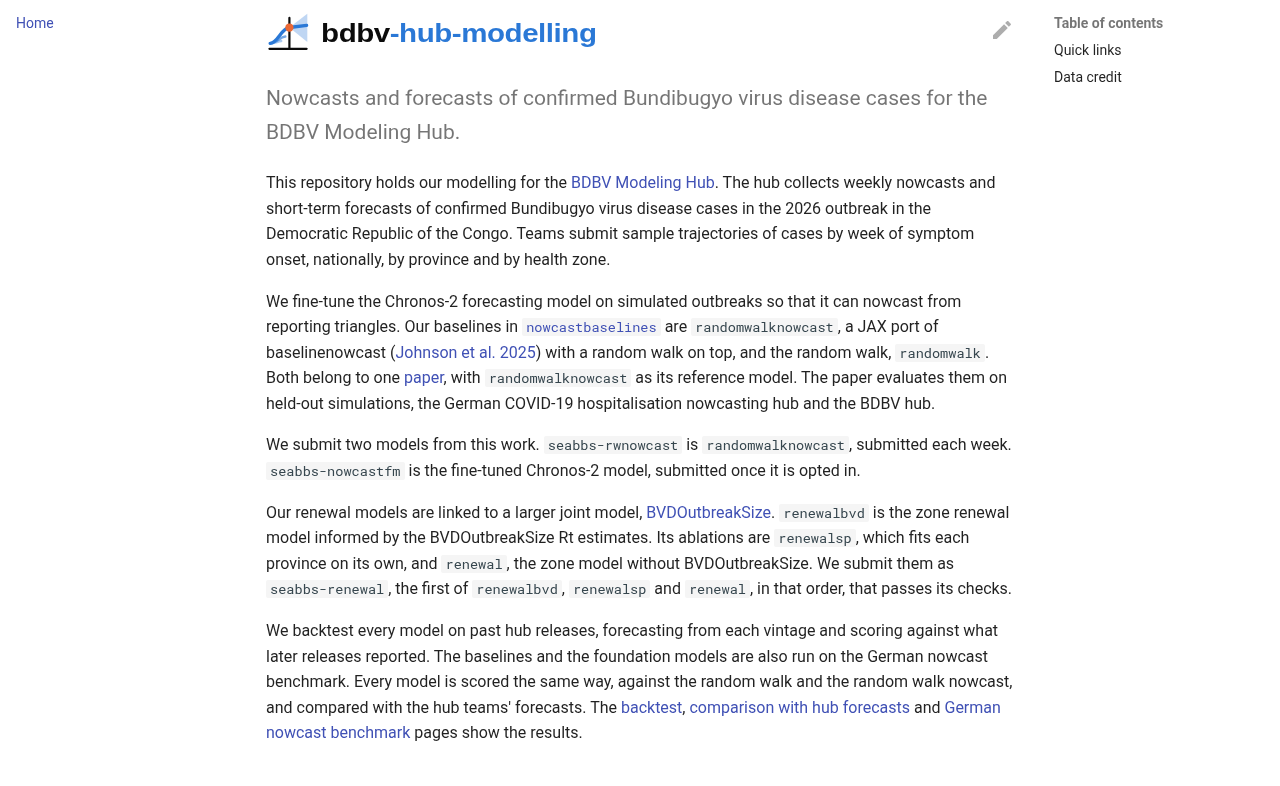 Home
bdbv-hub-modelling
Nowcasts and forecasts of confirmed Bundibugyo virus disease cases for the
BDBV Modeling Hub.
This repository holds our modelling for the BDBV Modeling Hub. The hub collects weekly nowcasts and
short-term forecasts of confirmed Bundibugyo virus disease cases in the 2026 outbreak in the
Democratic Republic of the Congo. Teams submit sample trajectories of cases by week of symptom
onset, nationally, by province and by health zone.
We fine-tune the Chronos-2 forecasting model on simulated outbreaks so that it can nowcast from
reporting triangles. Our baselines in nowcastbaselines are randomwalknowcast, a JAX port of
baselinenowcast (Johnson et al. 2025) with a random walk on top, and the random walk, randomwalk.
Both belong to one paper, with randomwalknowcast as its reference model. The paper evaluates them on
held-out simulations, the German COVID-19 hospitalisation nowcasting hub and the BDBV hub.
We submit two models from this work. seabbs-rwnowcast is randomwalknowcast, submitted each week.
seabbs-nowcastfm is the fine-tuned Chronos-2 model, submitted once it is opted in.
Our renewal models are linked to a larger joint model, BVDOutbreakSize. renewalbvd is the zone renewal
model informed by the BVDOutbreakSize Rt estimates. Its ablations are renewalsp, which fits each
province on its own, and renewal, the zone model without BVDOutbreakSize. We submit them as
seabbs-renewal, the first of renewalbvd, renewalsp and renewal, in that order, that passes its checks.
We backtest every model on past hub releases, forecasting from each vintage and scoring against what
later releases reported. The baselines and the foundation models are also run on the German nowcast
benchmark. Every model is scored the same way, against the random walk and the random walk nowcast,
and compared with the hub teams' forecasts. The backtest, comparison with hub forecasts and German
nowcast benchmark pages show the results.
Table of contents
Quick links
Data credit